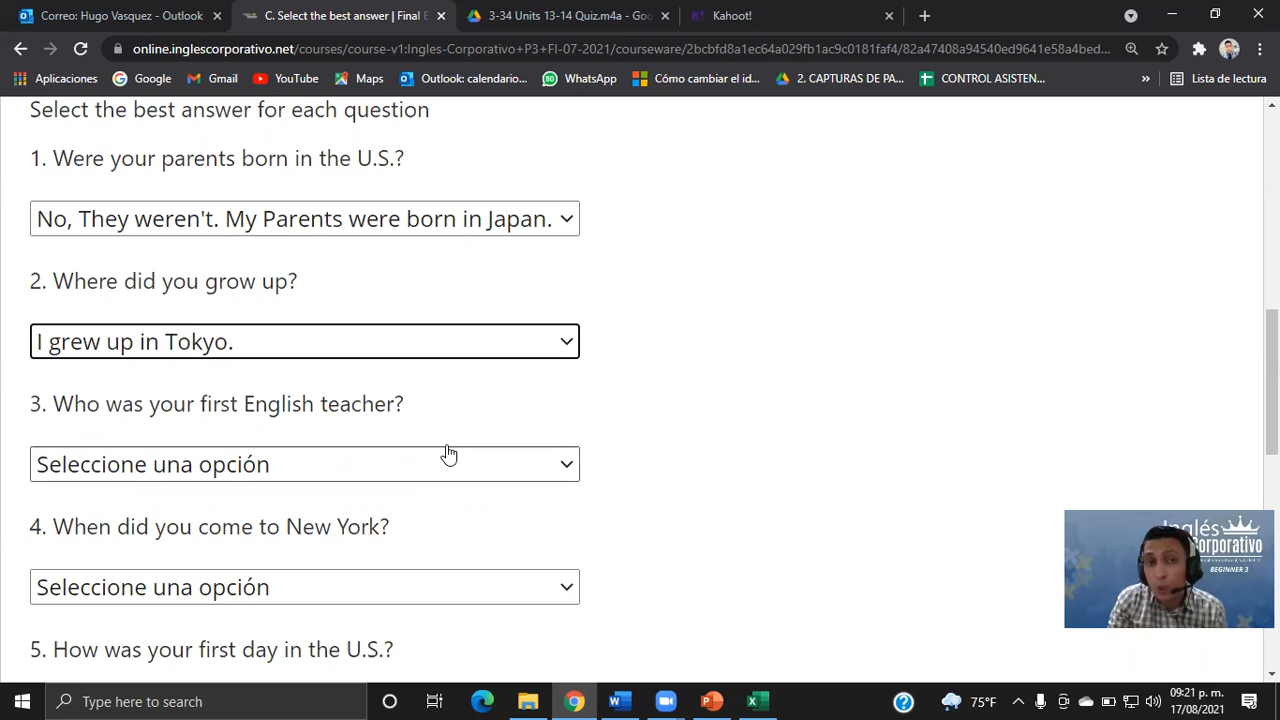 Correo: Hugo Vasquez - Outlook
C. Select the best answer | Final E
3-34 Units 13-14 Quiz.m4a - Goo
Kahoot!
online.inglescorporativo.net/courses/course-v1:Ingles-Corporativo+P3+FI-07-2021/courseware/2bcbfd8a1ec64a029fb1ac9c0181faf4/82a47408a94540ed9641e58a4bed...
Aplicaciones
Google
Gmail
YouTube
Maps
Outlook: calendario...
WhatsApp
Cómo cambiar el id...
2. CAPTURAS DE PA...
CONTROL ASISTEN...
»
Lista de lectura
Select the best answer for each question
1. Were your parents born in the U.S.?
No, They weren't. My Parents were born in Japan.
2. Where did you grow up?
I grew up in Tokyo.
3. Who was your first English teacher?
Seleccione una opción
4. When did you come to New York?
Seleccione una opción
5. How was your first day in the U.S.?
Inglés
Corporativo
BEGINNER 3
Type here to search
75°F
09:21 p. m.
17/08/2021